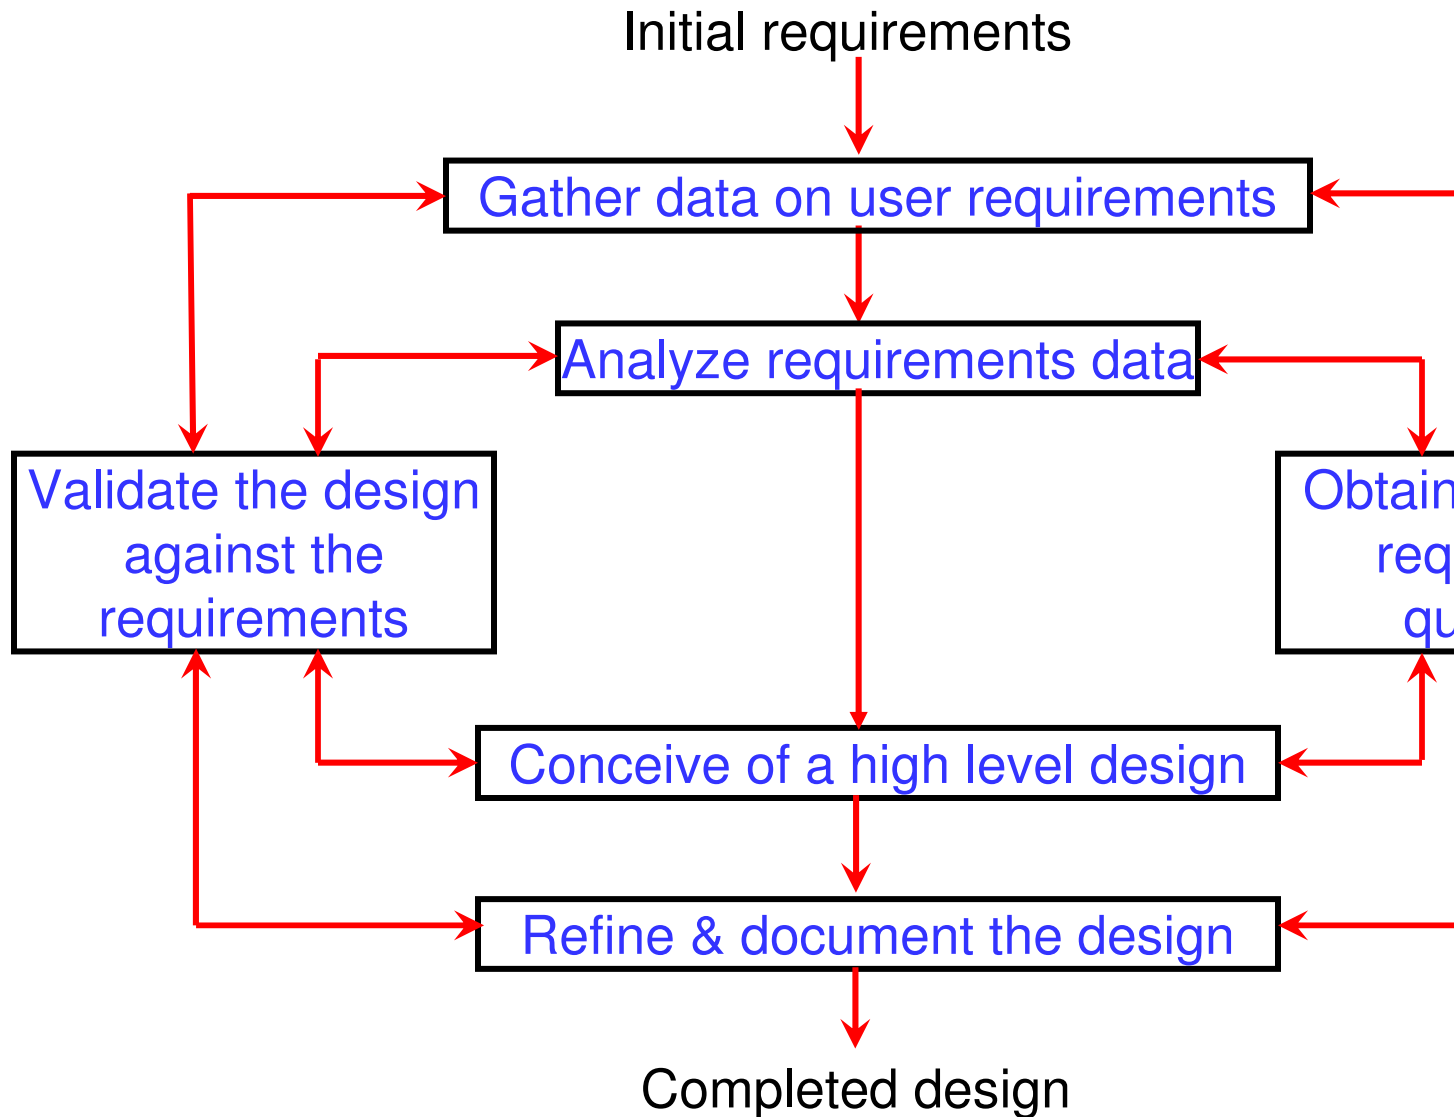 Initial requirements
Gather data on user requirements
Analyze requirements data
Validate the design
against the
requirements
Obtain
Conceive of a high level design
Refine & document the design
Completed design